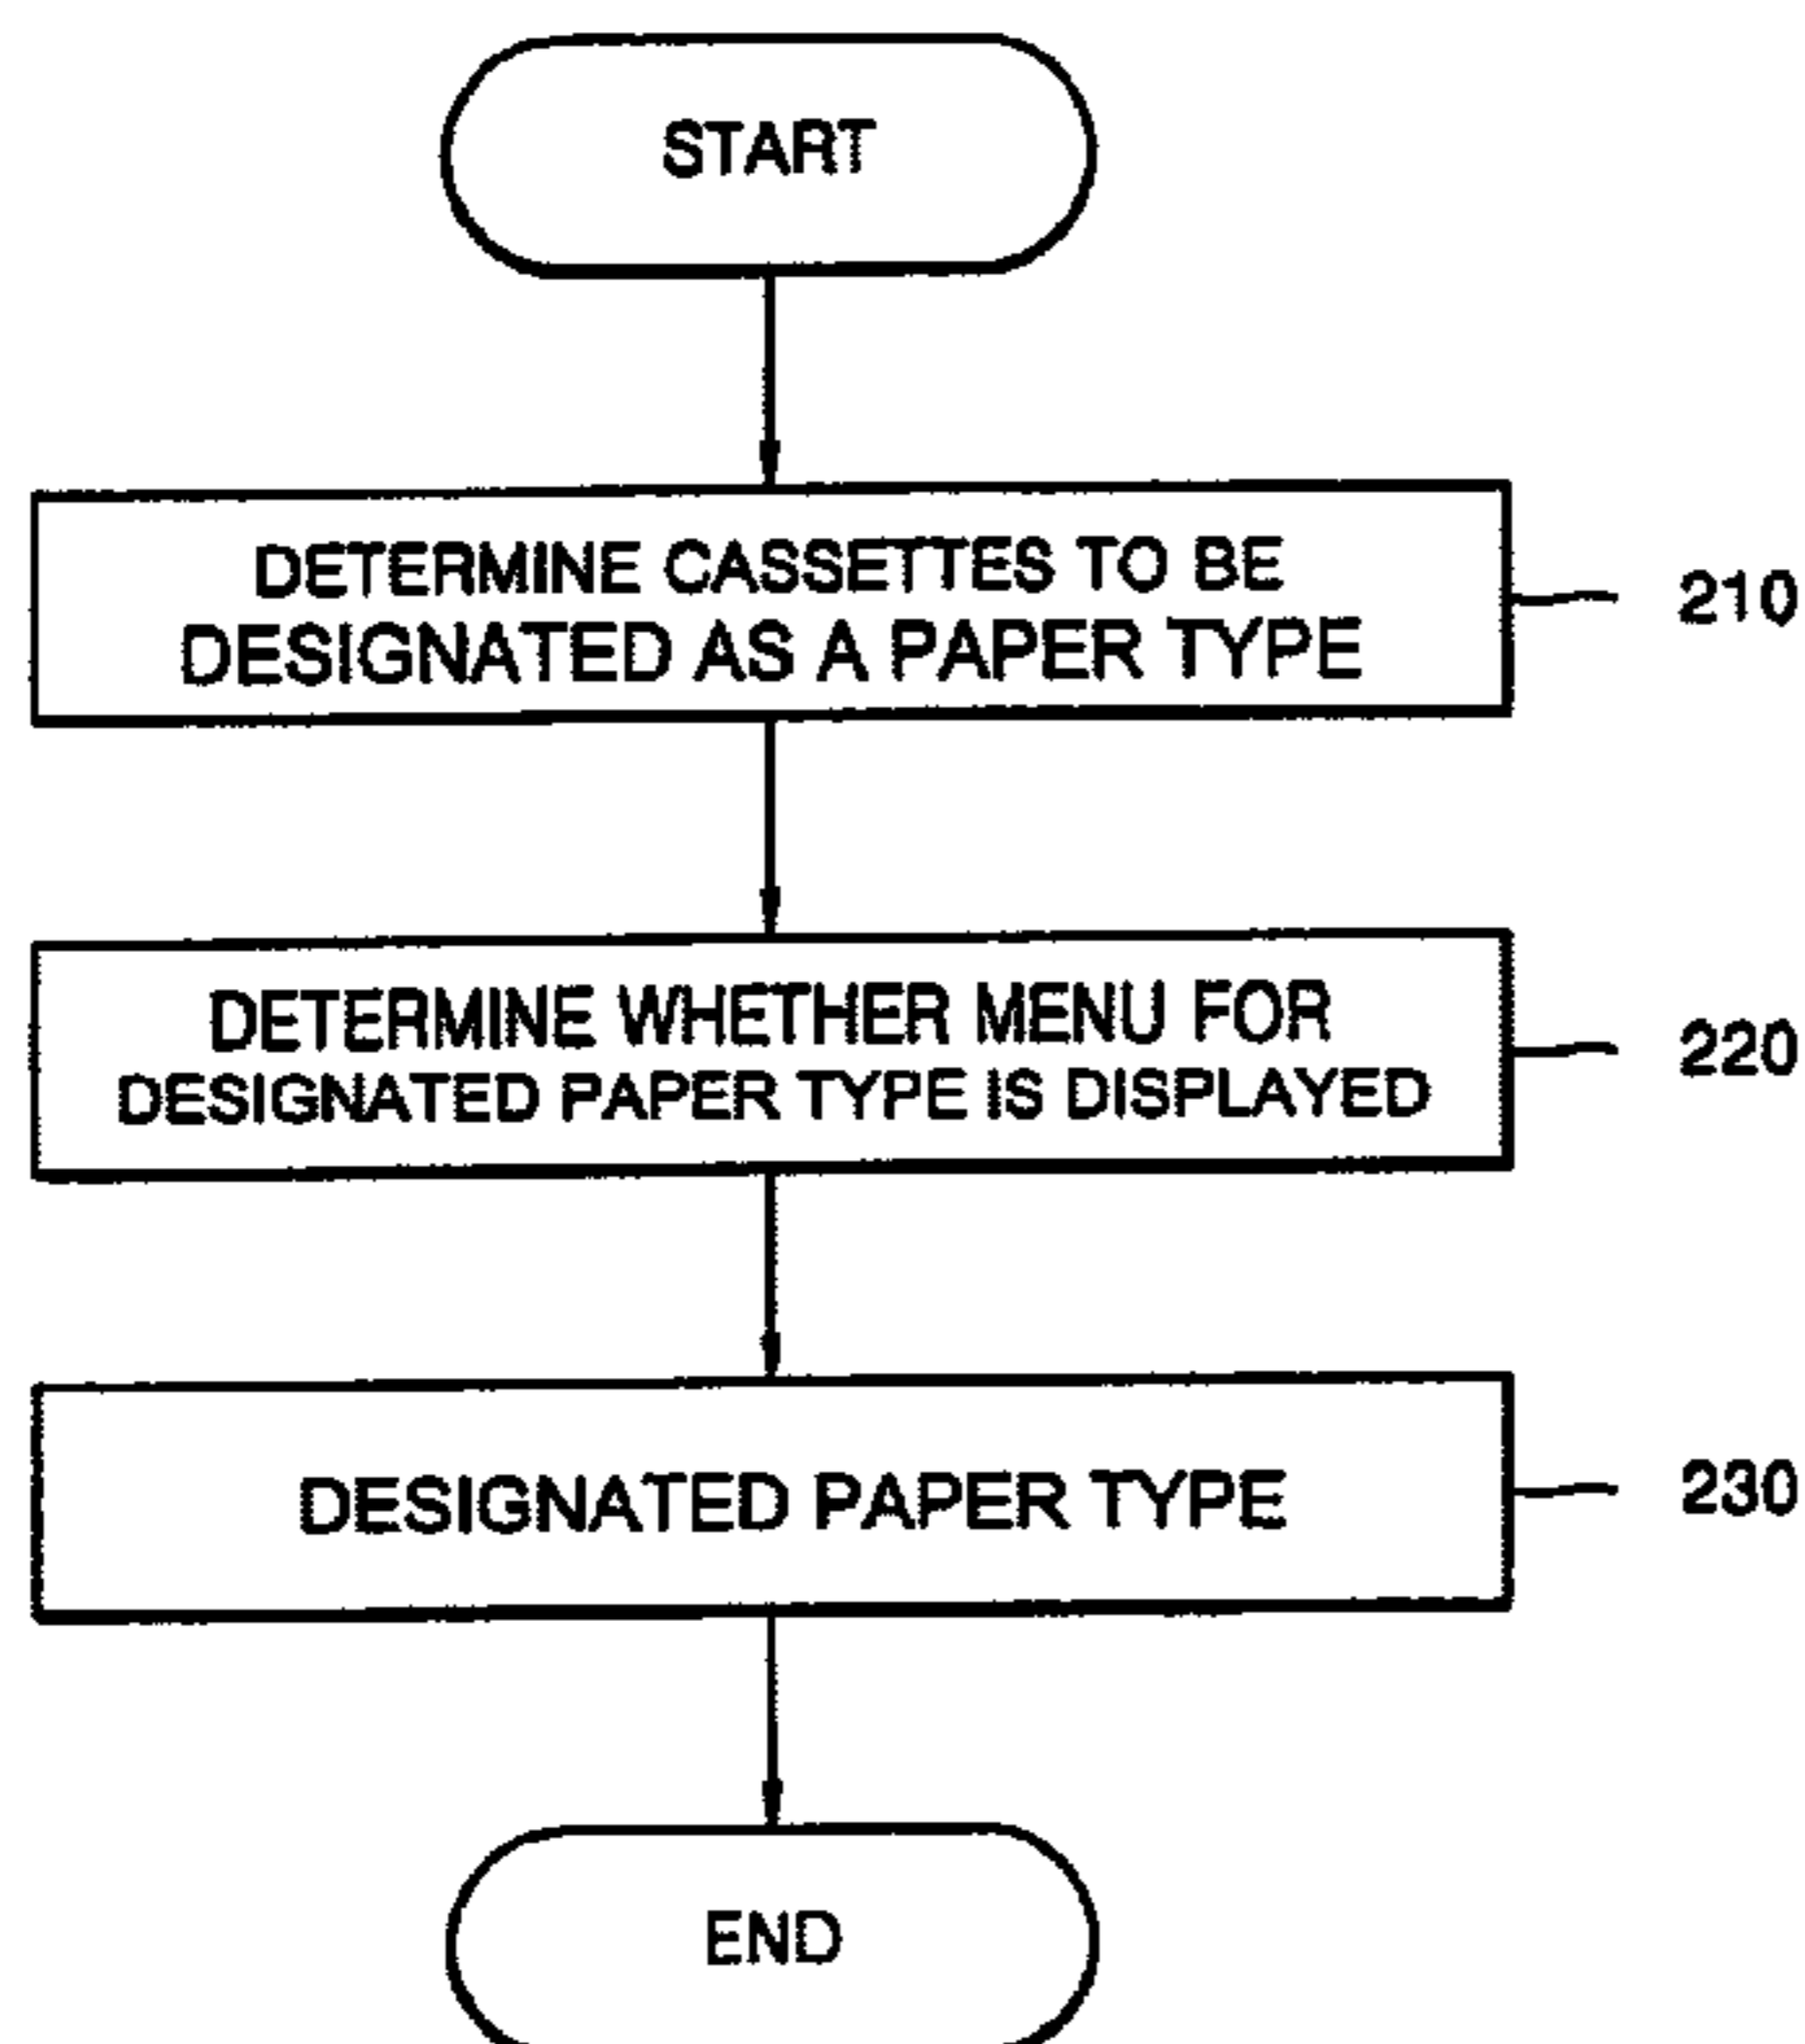 START
DETERMINE CASSETTES TO BE
DESIGNATED AS A PAPER TYPE
210
DETERMINE WHETHER MENU FOR
DESIGNATED PAPER TYPE IS DISPLAYED
220
DESIGNATED PAPER TYPE
230
END